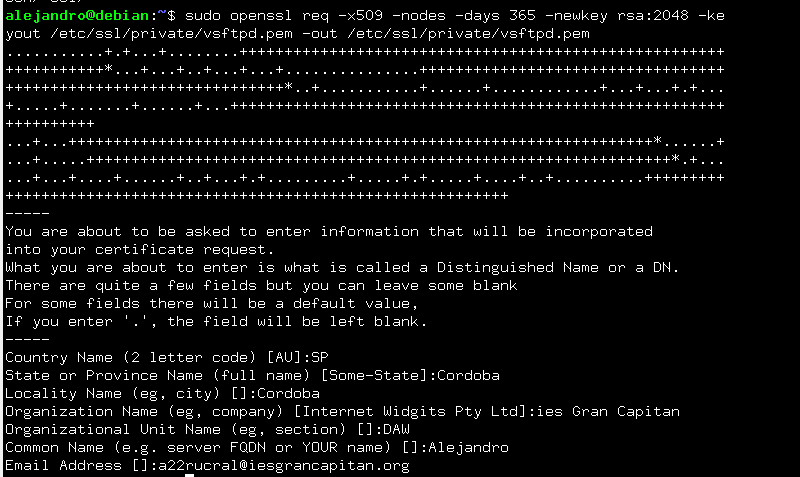 alejandro@debian:~$ sudo openssl req -x509 -nodes -days 365 -newkey rsa:2048 -ke
yout /etc/ssl/private/vsftpd.pem -out /etc/ssl/private/vsftpd.pem
...........+.+...+.....+++++++++++++++++++++++++++++++++++++++++++++++++++++++++
+++++++++++*...+...+..+...+...+...............++++++++++++++++++++++++++++++++++
+++++++++++++++++++++++++++++++*..+...........+......+............+...+...+.+...
+.....+.......+......+...+++++++++++++++++++++++++++++++++++++++++++++++++++++++
++++++++++
...+...++++++++++++++++++++++++++++++++++++++++++++++++++++++++++++++++*......+
...+.....++++++++++++++++++++++++++++++++++++++++++++++++++++++++++++++++*.+...
...+...+....+......+..+...+.+.........+.....+.+.....+....+..+..........+++++++++
+++++++++++++++++++++++++++++++++++++++++++++++++++++++
-----
You are about to be asked to enter information that will be incorporated
into your certificate request.
What you are about to enter is what is called a Distinguished Name or a DN.
There are quite a few fields but you can leave some blank
For some fields there will be a default value,
If you enter '.', the field will be left blank.
-----
Country Name (2 letter code) [AU]:SP
State or Province Name (full name) [Some-State]:Cordoba
Locality Name (eg, city) []:Cordoba
Organization Name (eg, company) [Internet Widgits Pty Ltd]:ies Gran Capitan
Organizational Unit Name (eg, section) []:DAW
Common Name (e.g. server FQDN or YOUR name) []:Alejandro
Email Address []:a22rucral@iesgrancapitan.org